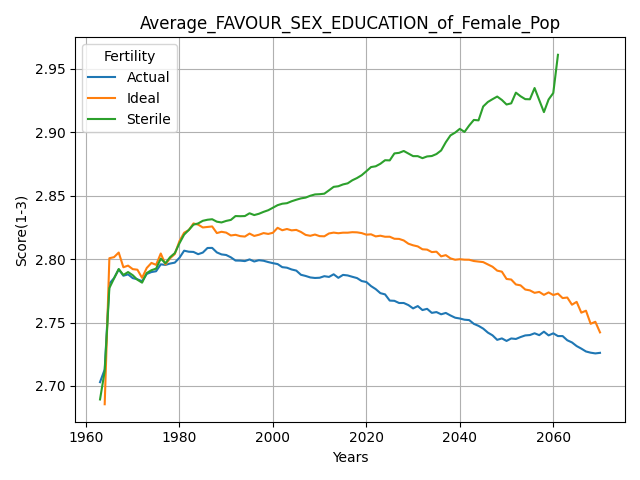 Average_FAVOUR_SEX_EDUCATION_of_Female_Pop
Fertility
Actual
Ideal
Sterile
Score(1-3)
2.95
2.90
2.85
2.80
2.75
2.70
1960 1980 2000 2020 2040 2060
Years